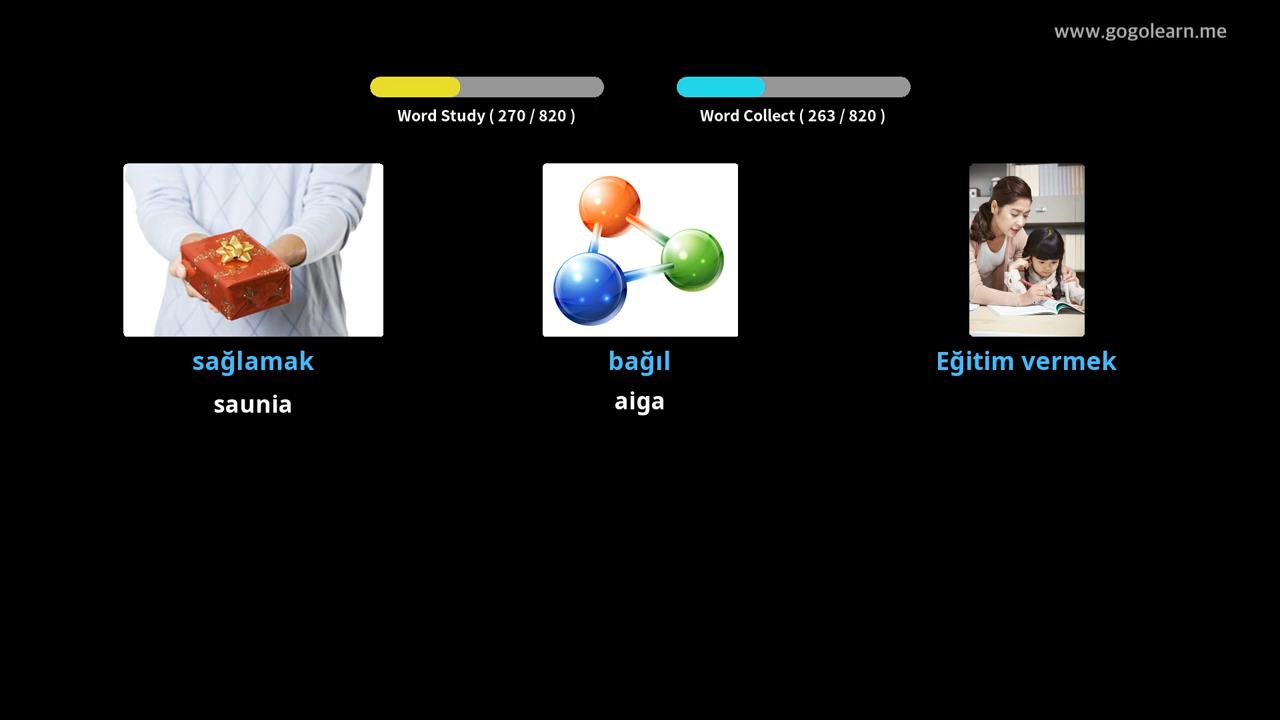 www.gogolearn.me
Word Study ( 270 / 820 )
Word Collect ( 263 / 820 )
sağlamak
bağıl
Eğitim vermek
saunia
aiga